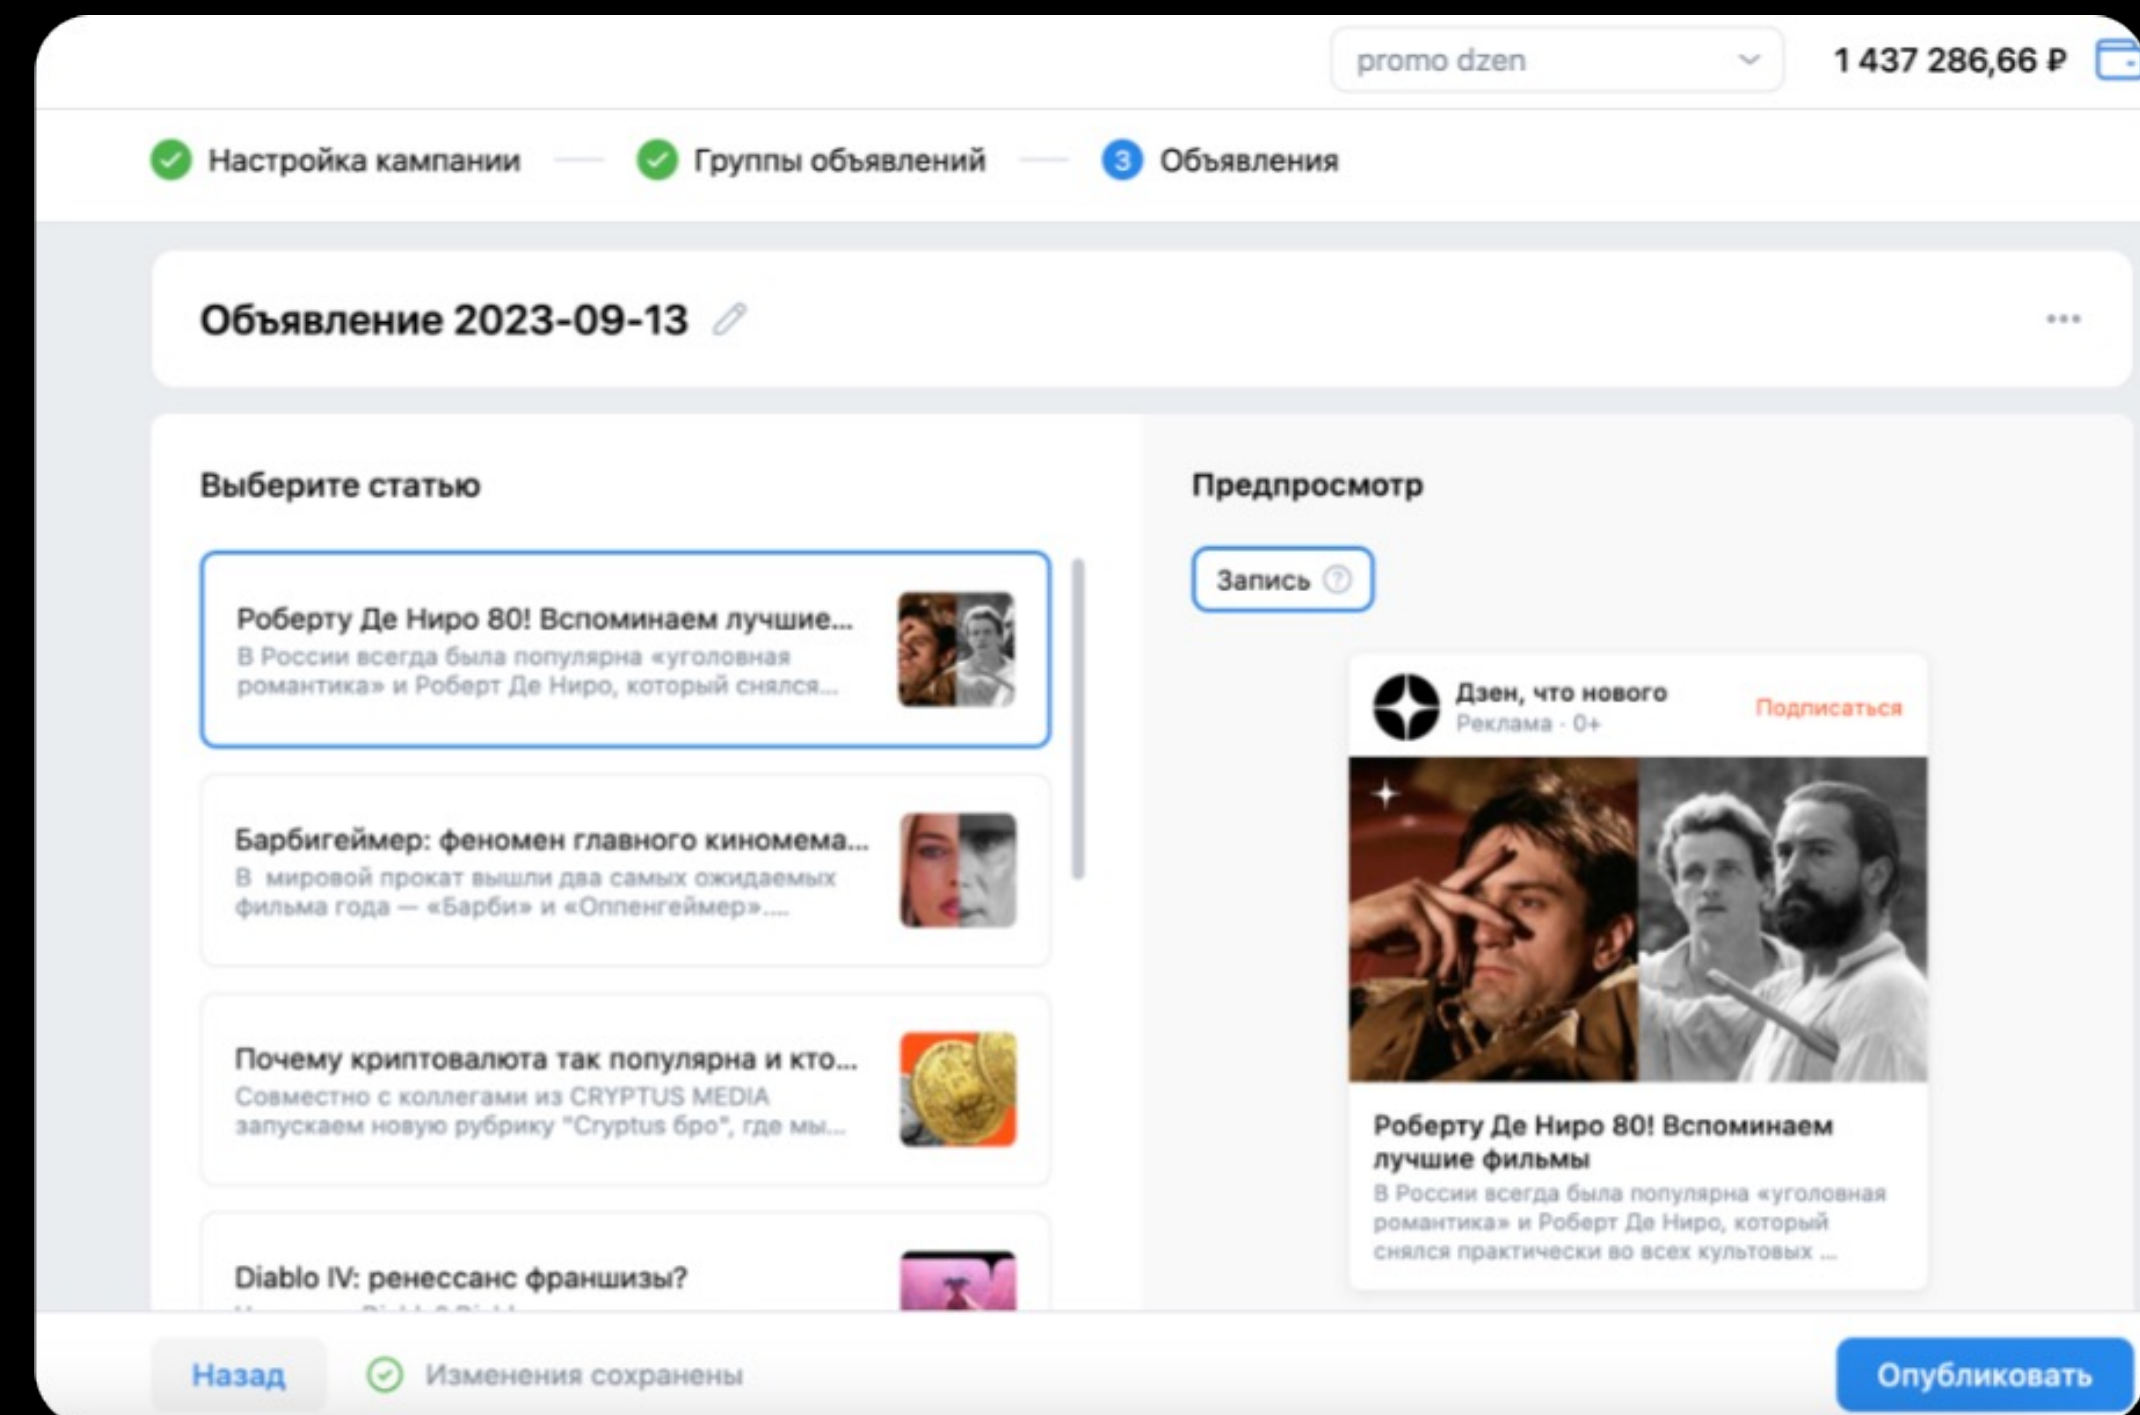 promo dzen
1 437 286,66 ₽
Настройка кампании
Группы объявлений
3 Объявления
Объявление 2023-09-13
Выберите статью
Роберту Де Ниро 80! Вспоминаем лучшие...
В России всегда была популярна «уголовная
романтика» и Роберт Де Ниро, который снялся...
Барбигеймер: феномен главного киномема...
В мировой прокат вышли два самых ожидаемых
фильма года — «Барби» и «Оппенгеймер»....
Почему криптовалюта так популярна и кто...
Совместно с коллегами из CRYPTUS MEDIA
запускаем новую рубрику "Cryptus бро", где мы...
Diablo IV: ренессанс франшизы?
Предпросмотр
Запись
Дзен, что нового
Реклама · 0+
Подписаться
Роберту Де Ниро 80! Вспоминаем
лучшие фильмы
В России всегда была популярна «уголовная
романтика» и Роберт Де Ниро, который
снялся практически во всех культовых ...
Назад
Изменения сохранены
Опубликовать